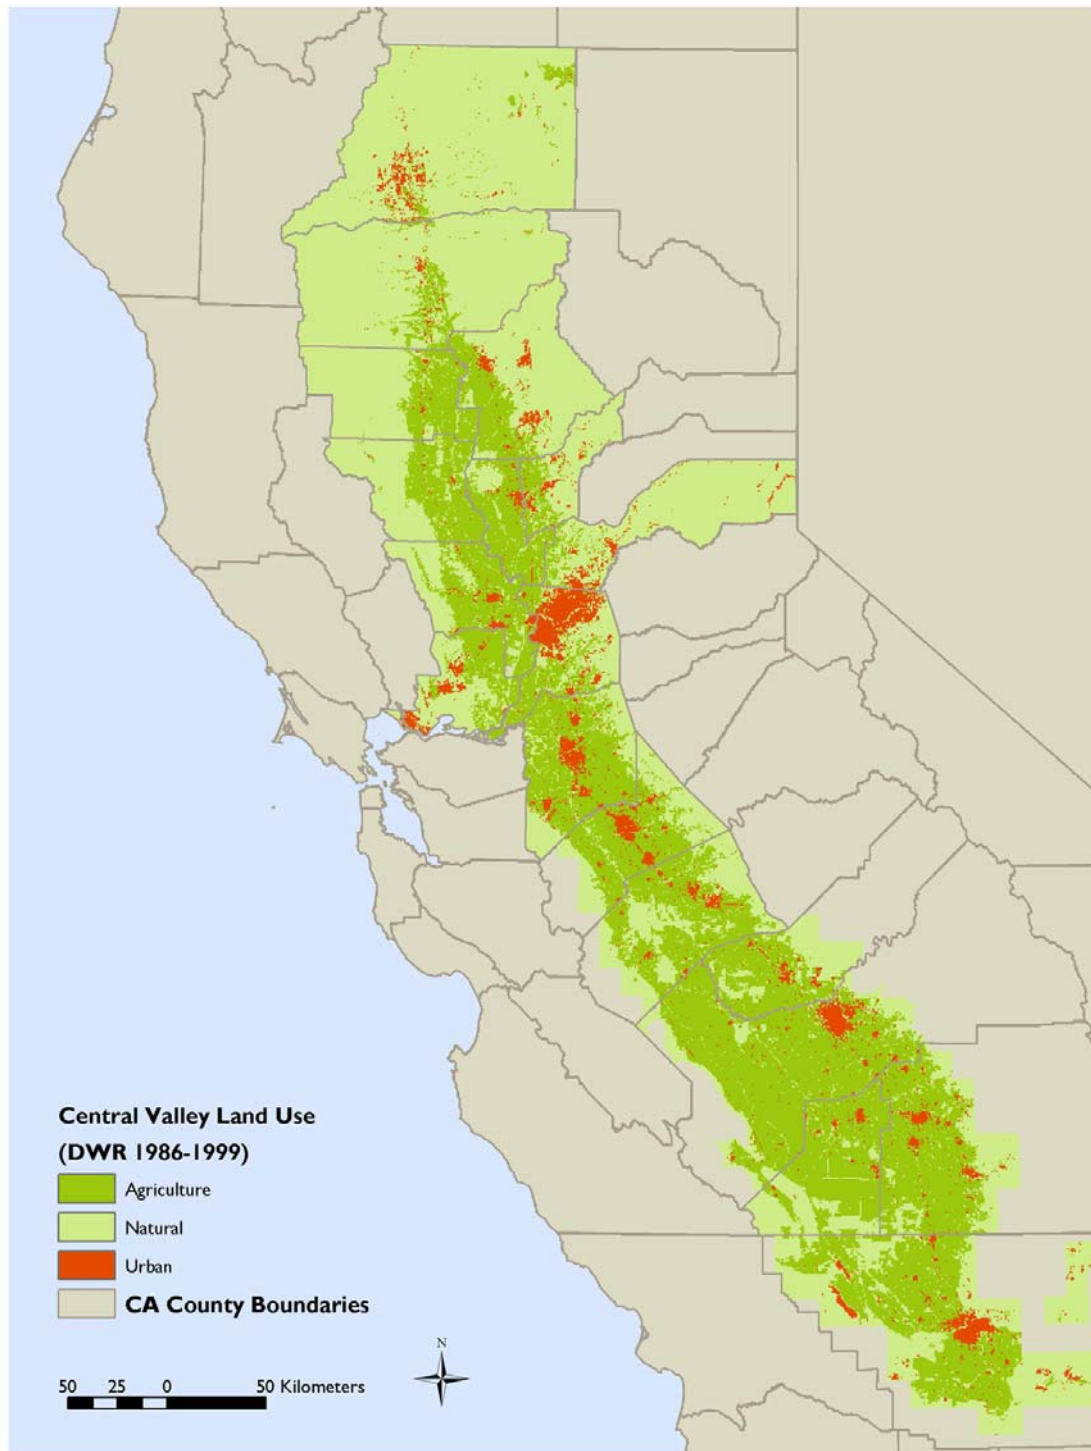 Central Valley Land Use
(DWR 1986-1999)
Agriculture
Natural
Urban
CA County Boundaries
N
50 25 0 50 Kilometers